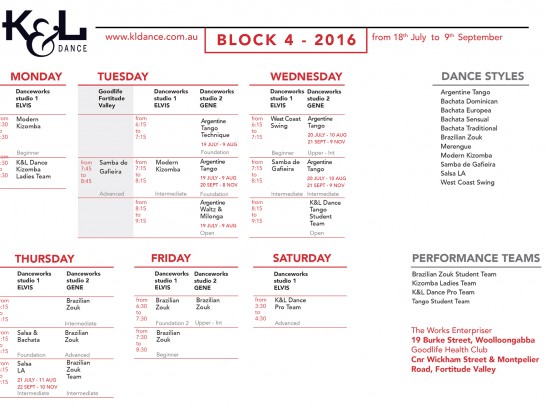 K&L
DANCE
www.kldance.com.au
BLOCK 4 - 2016
from 18th July to 9th September
MONDAY
Danceworks
studio 1
ELVIS
Modern
Kizomba
Beginner
K&L Dance
Kizomba
Ladies Team
TUESDAY
Goodlife
Fortitude
Valley
Danceworks
studio 1
ELVIS
Danceworks
studio 2
GENE
from
6:15
to
7:15
Argentine
Tango
Technique
19 JULY - 9 AUG
Foundation
from
7:45
to
8:45
Samba de
Gafieira
Advanced
from
7:15
to
8:15
Modern
Kizomba
Intermediate
Argentine
Tango
19 JULY - 9 AUG
20 SEPT - 8 NOV
Intermediate
from
8:15
to
9:15
Argentine
Waltz &
Milonga
19 JULY - 9 AUG
Open
WEDNESDAY
Danceworks
studio 1
ELVIS
Danceworks
studio 2
GENE
from
6:15
to
7:15
West Coast
Swing
Beginner
Argentine
Tango
20 JULY - 10 AUG
21 SEPT - 9 NOV
Upper - Int
from
7:15
to
8:15
Samba de
Gafieira
Intermediate
Argentine
Tango
20 JULY - 10 AUG
21 SEPT - 9 NOV
Intermediate
from
8:15
to
9:15
K&L Dance
Tango
Student
Team
Open
DANCE STYLES
Argentine Tango
Bachata Dominican
Bachata Europea
Bachata Sensual
Bachata Traditional
Brazilian Zouk
Merengue
Modern Kizomba
Samba de Gafieira
Salsa LA
West Coast Swing
THURSDAY
Danceworks
studio 1
ELVIS
Danceworks
studio 2
GENE
Brazilian
Zouk
Intermediate
Salsa &
Bachata
Foundation
Brazilian
Zouk
Advanced
Salsa
LA
21 JULY - 11 AUG
22 SEPT - 10 NOV
Intermediate
Brazilian
Zouk
Team
Intermediate
FRIDAY
Danceworks
studio 1
ELVIS
Danceworks
studio 2
GENE
from
6:30
to
7:30
Brazilian
Zouk
Foundation 2
Brazilian
Zouk
Upper - Int
from
7:30
to
8:30
Brazilian
Zouk
Beginner
SATURDAY
Danceworks
studio 1
ELVIS
from
3:30
to
4:30
K&L Dance
Pro Team
Advanced
PERFORMANCE TEAMS
Brazilian Zouk Student Team
Kizomba Ladies Team
K&L Dance Pro Team
Tango Student Team
The Works Enterpriser
19 Burke Street, Woolloongabba
Goodlife Health Club
Cnr Wickham Street & Montpelier
Road, Fortitude Valley